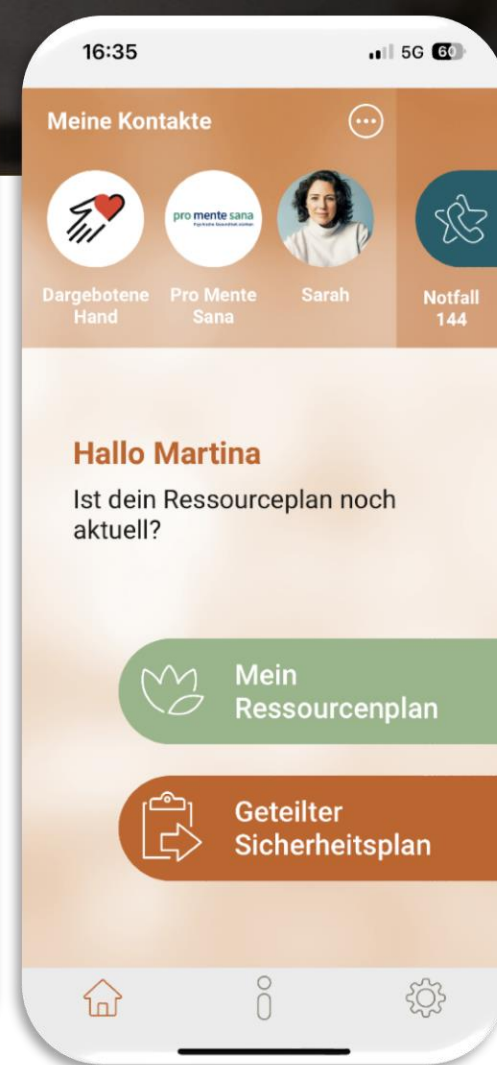 16:35
5G 60
Meine Kontakte
pro mente sana
Dargebotene
Hand
Pro Mente
Sana
Sarah
Notfall
144
Hallo Martina
Ist dein Ressourceplan noch
aktuell?
Mein
Ressourcenplan
Geteilter
Sicherheitsplan